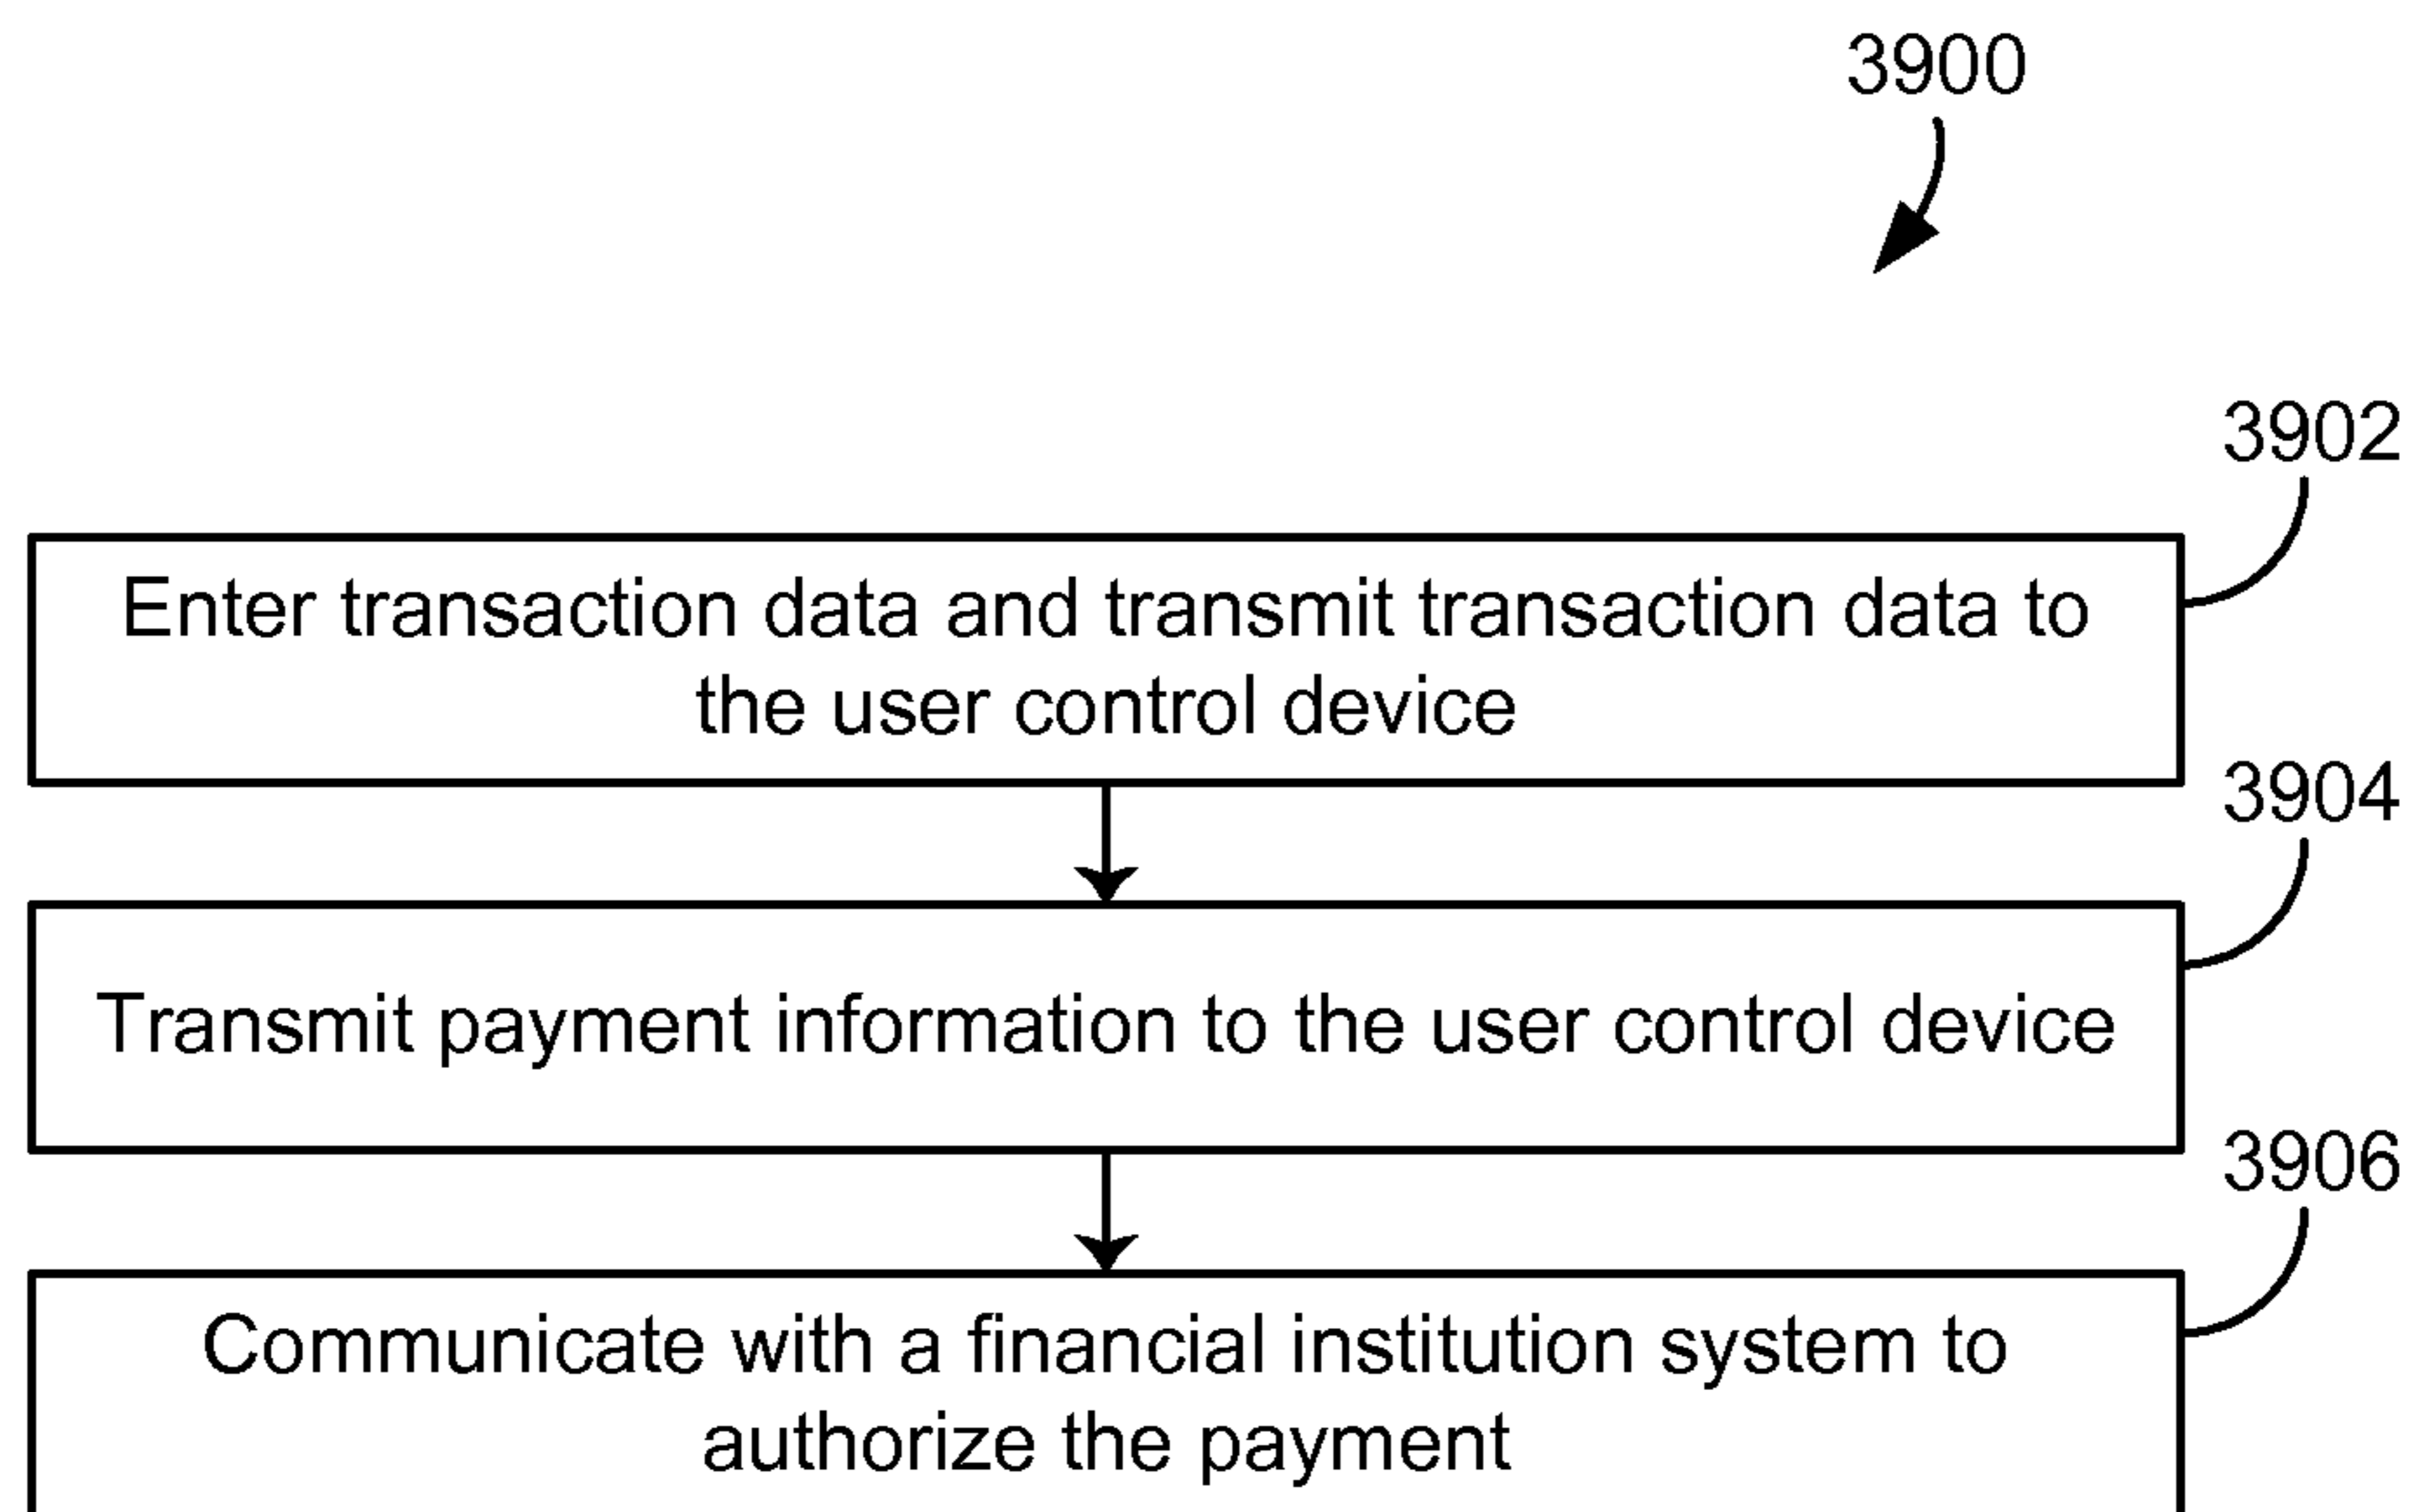 3900
3902
Enter transaction data and transmit transaction data to
the user control device
3904
Transmit payment information to the user control device
3906
Communicate with a financial institution system to
authorize the payment